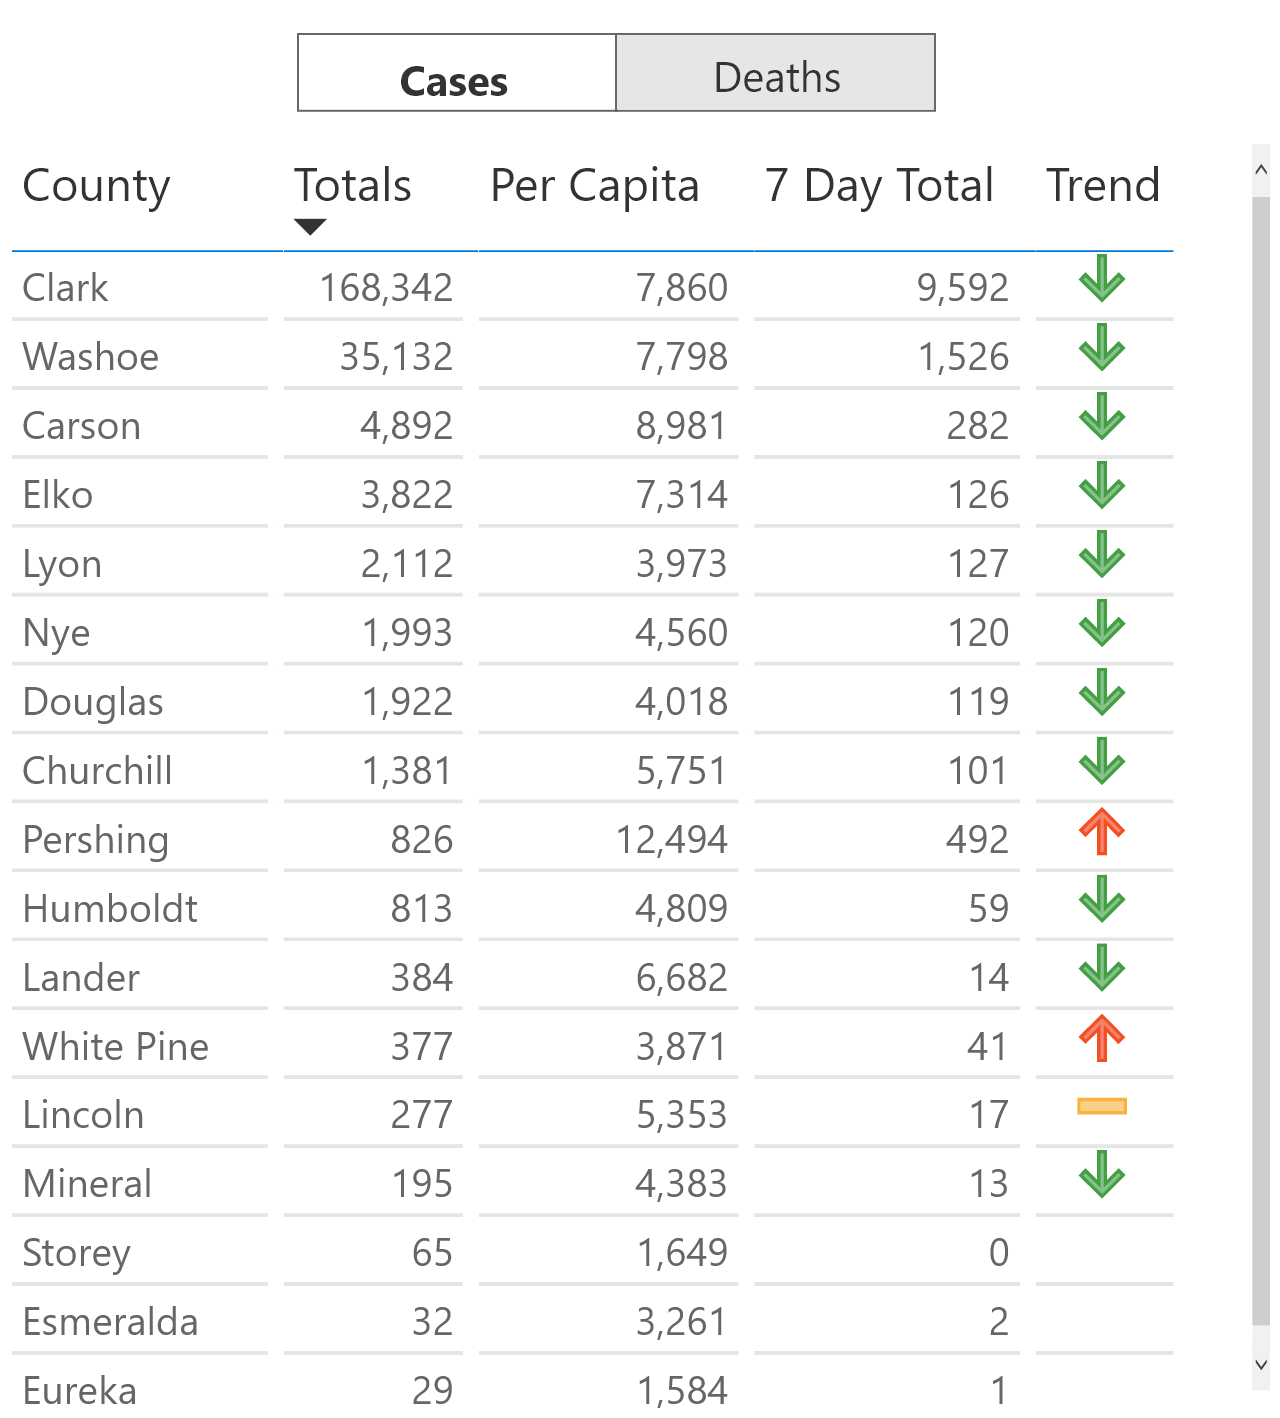 Cases Deaths
County Totals Per Capita 7 Day Total Trend
Clark 168,342 7,860 9,592
Washoe 35,132 7,798 1,526
Carson 4,892 8,981 282
Elko 3,822 7,314 126
Lyon 2,112 3,973 127
Nye 1,993 4,560 120
Douglas 1,922 4,018 119
Churchill 1,381 5,751 101
Pershing 826 12,494 492
Humboldt 813 4,809 59
Lander 384 6,682 14
White Pine 377 3,871 41
Lincoln 277 5,353 17
Mineral 195 4,383 13
Storey 65 1,649 0
Esmeralda 32 3,261 2
Eureka 29 1,584 1